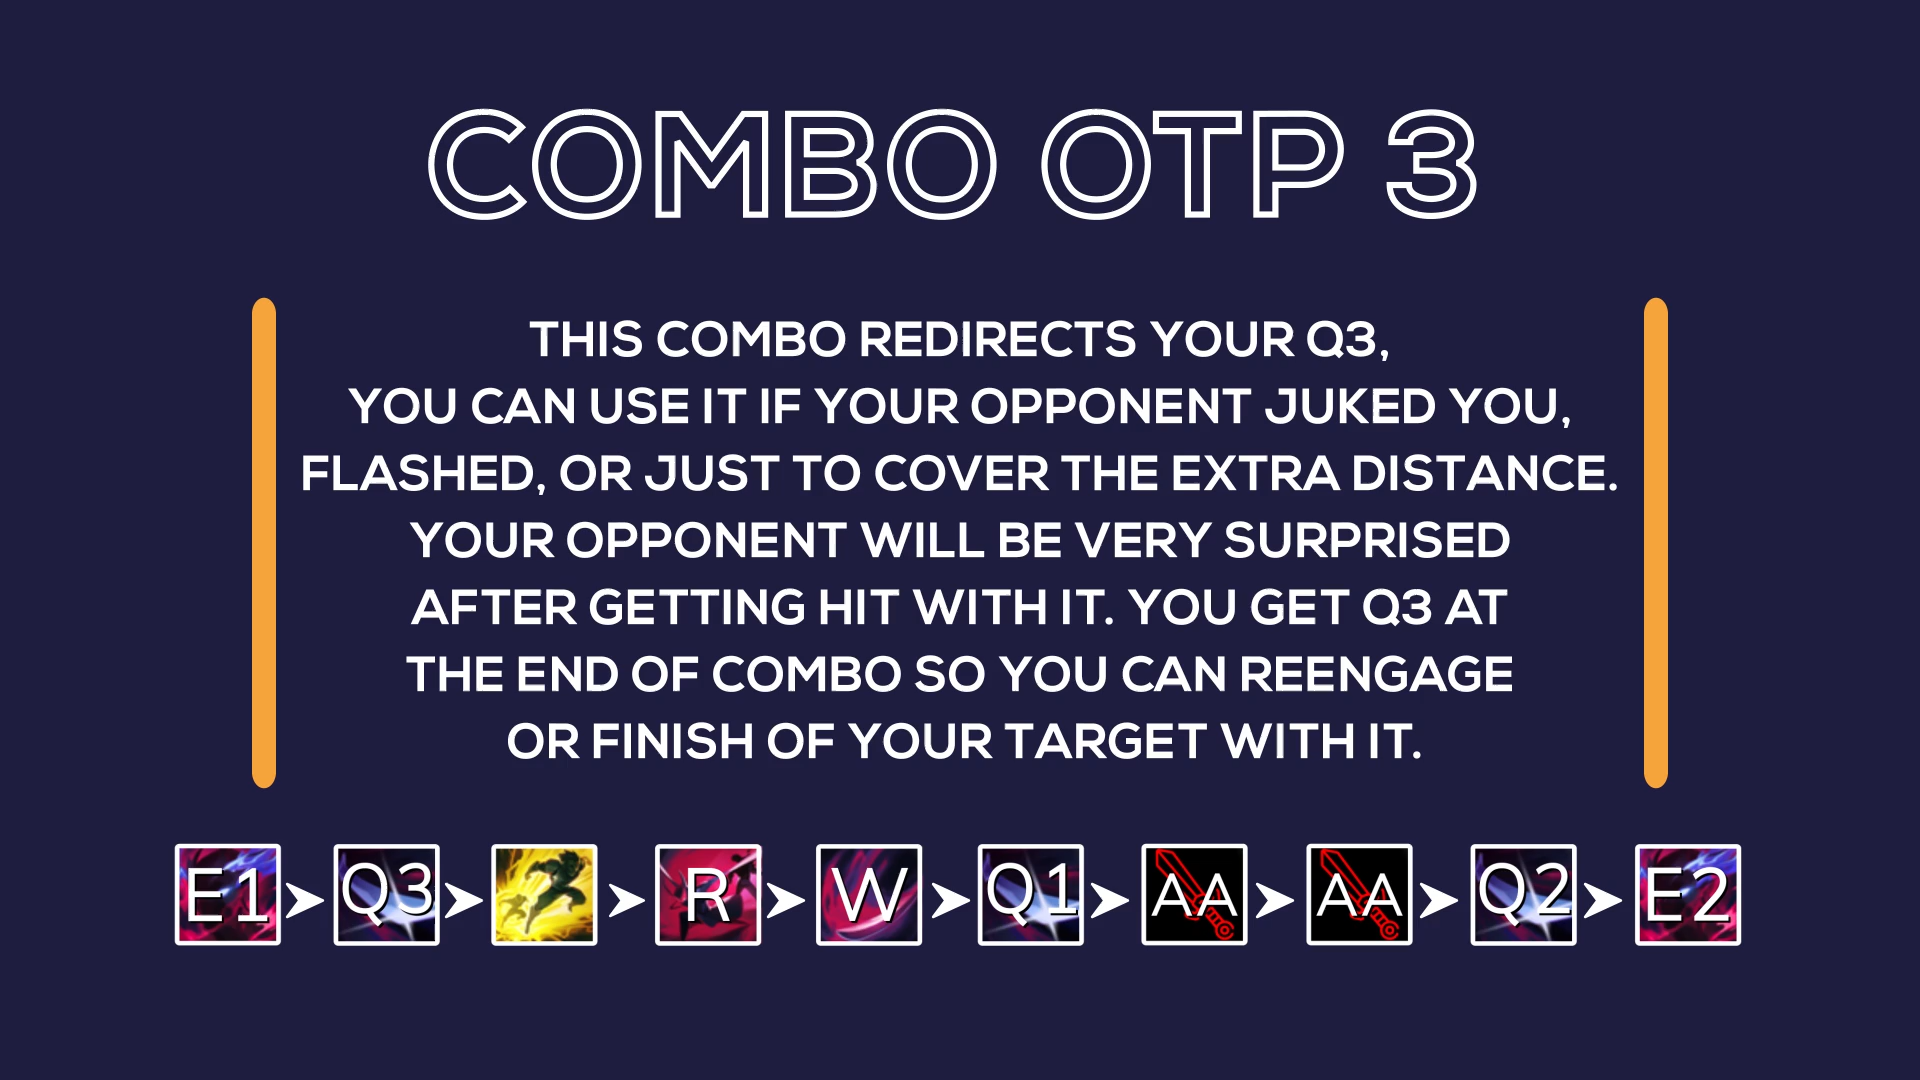 COMBO OTP 3
THIS COMBO REDIRECTS YOUR Q3,
YOU CAN USE IT IF YOUR OPPONENT JUKED YOU,
FLASHED, OR JUST TO COVER THE EXTRA DISTANCE.
YOUR OPPONENT WILL BE VERY SURPRISED
AFTER GETTING HIT WITH IT. YOU GET Q3 AT
THE END OF COMBO SO YOU CAN REENGAGE
OR FINISH OF YOUR TARGET WITH IT.
E1 Q3 R W Q1 AA AA Q2 E2